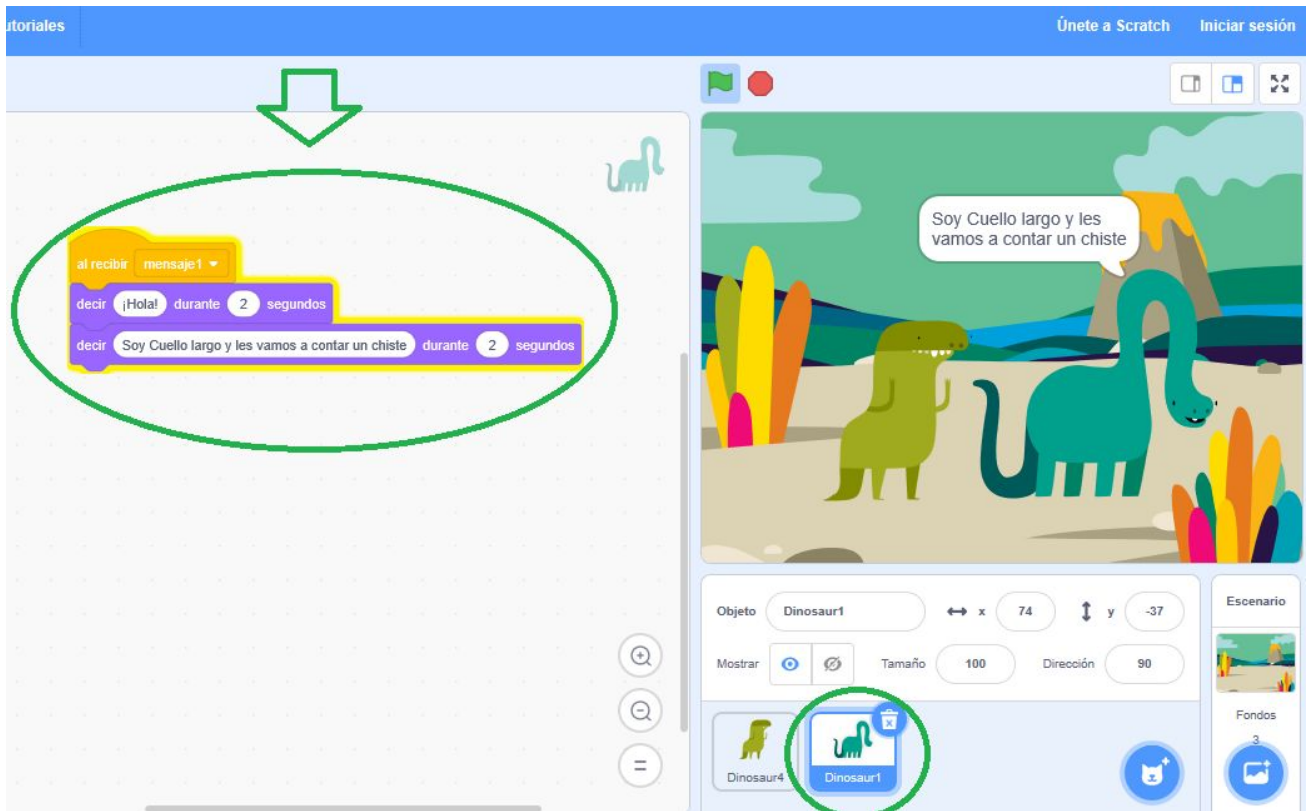 utoriales
Únete a Scratch
Iniciar sesión
al recibir mensaje1
decir ¡Hola! durante 2 segundos
decir Soy Cuello largo y les vamos a contar un chiste durante 2 segundos
Soy Cuello largo y les
vamos a contar un chiste
Objeto Dinosaur1 x 74 y -37
Mostrar Tamaño 100 Dirección 90
Dinosaur4
Dinosaur1
Escenario
Fondos
3